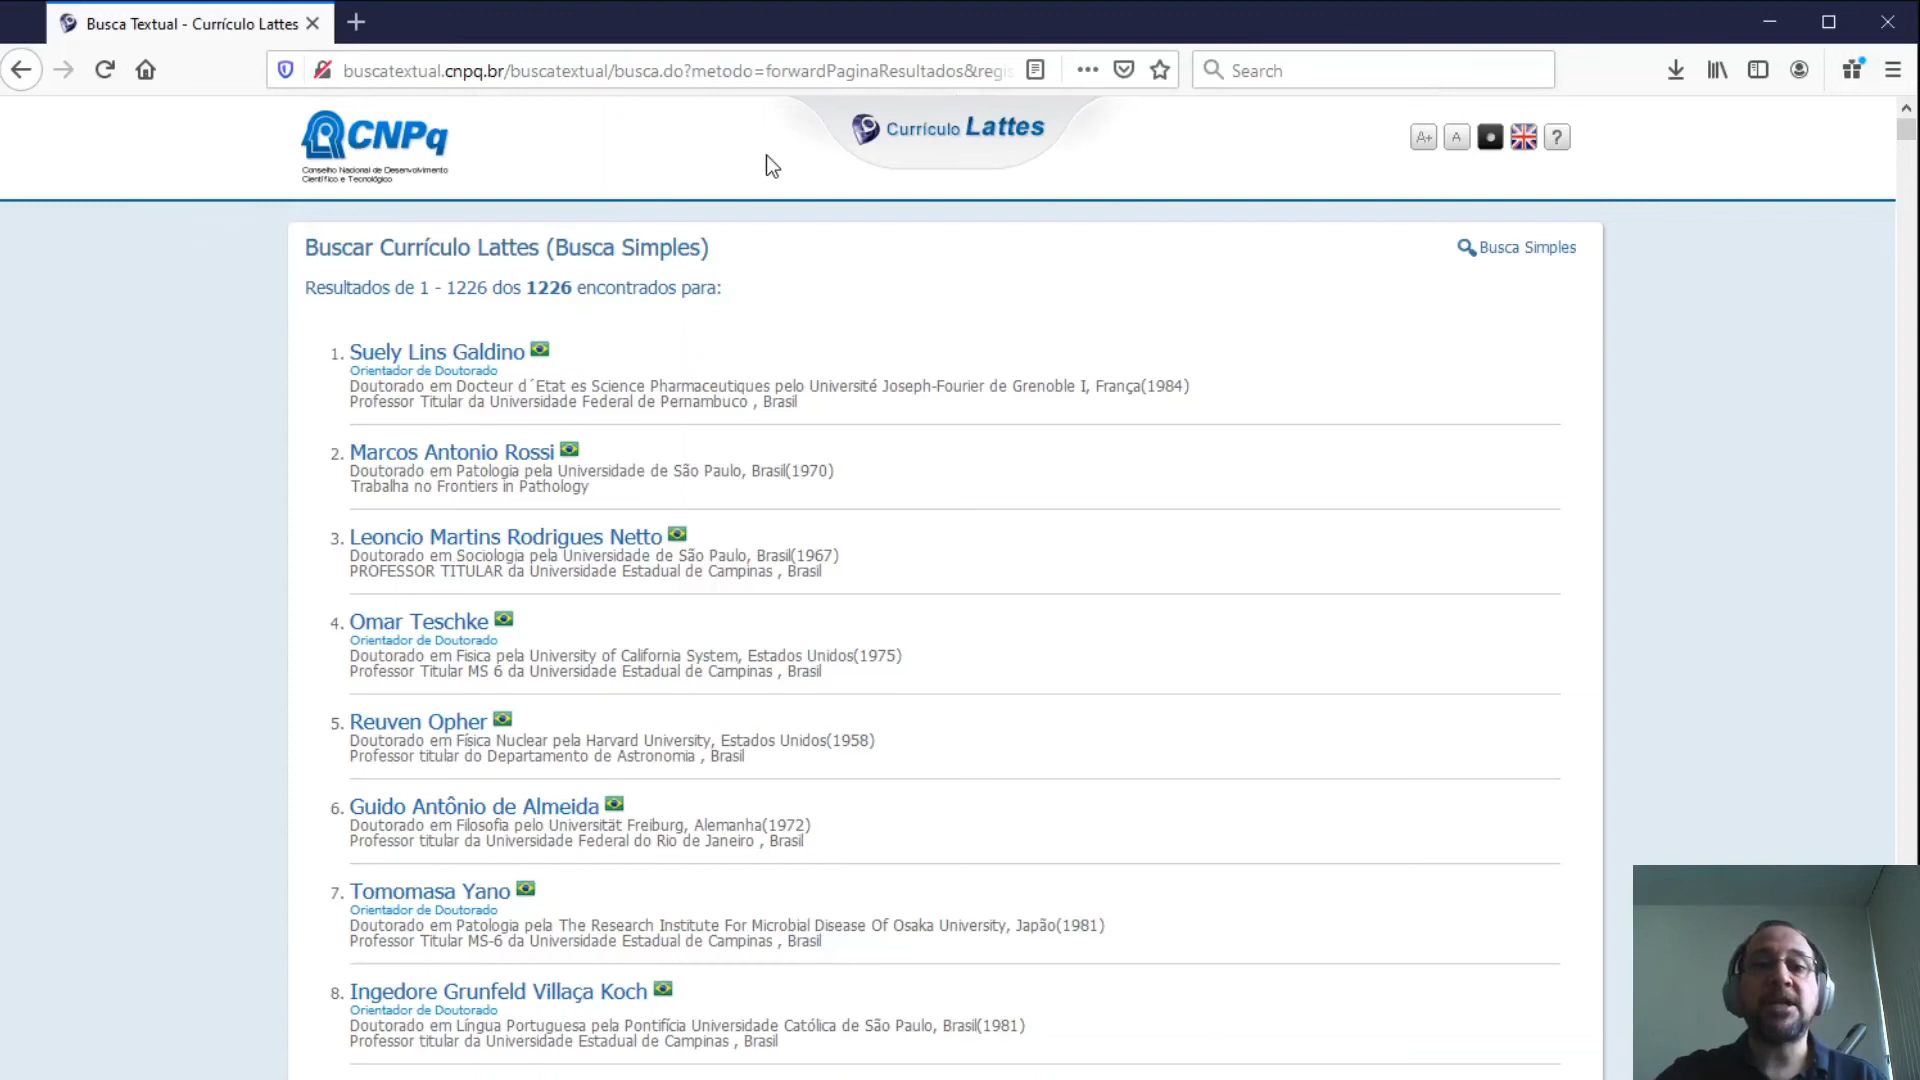 Busca Textual - Currículo Lattes
buscatextual.cnpq.br/buscatextual/busca.do?metodo=forwardPaginaResultados&regis
Search
CNPq
Conselho Nacional de Desenvolvimento
Científico e Tecnológico
Currículo Lattes
A+ A ?
Buscar Currículo Lattes (Busca Simples)
Busca Simples
Resultados de 1 - 1226 dos 1226 encontrados para:
1. Suely Lins Galdino
Orientador de Doutorado
Doutorado em Docteur d´Etat es Science Pharmaceutiques pelo Université Joseph-Fourier de Grenoble I, França(1984)
Professor Titular da Universidade Federal de Pernambuco , Brasil
2. Marcos Antonio Rossi
Doutorado em Patologia pela Universidade de São Paulo, Brasil(1970)
Trabalha no Frontiers in Pathology
3. Leoncio Martins Rodrigues Netto
Doutorado em Sociologia pela Universidade de São Paulo, Brasil(1967)
PROFESSOR TITULAR da Universidade Estadual de Campinas , Brasil
4. Omar Teschke
Orientador de Doutorado
Doutorado em Fisica pela University of California System, Estados Unidos(1975)
Professor Titular MS 6 da Universidade Estadual de Campinas , Brasil
5. Reuven Opher
Doutorado em Física Nuclear pela Harvard University, Estados Unidos(1958)
Professor titular do Departamento de Astronomia , Brasil
6. Guido Antônio de Almeida
Doutorado em Filosofia pelo Universität Freiburg, Alemanha(1972)
Professor titular da Universidade Federal do Rio de Janeiro , Brasil
7. Tomomasa Yano
Orientador de Doutorado
Doutorado em Patologia pela The Research Institute For Microbial Disease Of Osaka University, Japão(1981)
Professor Titular MS-6 da Universidade Estadual de Campinas , Brasil
8. Ingedore Grunfeld Villaça Koch
Orientador de Doutorado
Doutorado em Língua Portuguesa pela Pontifícia Universidade Católica de São Paulo, Brasil(1981)
Professor titular da Universidade Estadual de Campinas , Brasil